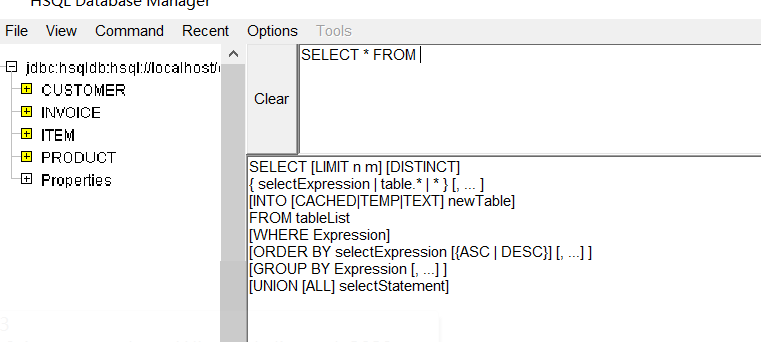 HSQL Database Manager
File View Command Recent Options Tools
jdbc:hsqldb:hsql://localhost/
CUSTOMER
INVOICE
ITEM
PRODUCT
Properties
Clear
SELECT * FROM
SELECT [LIMIT n m] [DISTINCT]
{ selectExpression | table.* | * } [, ... ]
[INTO [CACHED|TEMP|TEXT] newTable]
FROM tableList
[WHERE Expression]
[ORDER BY selectExpression [{ASC | DESC}] [, ...] ]
[GROUP BY Expression [, ...] ]
[UNION [ALL] selectStatement]